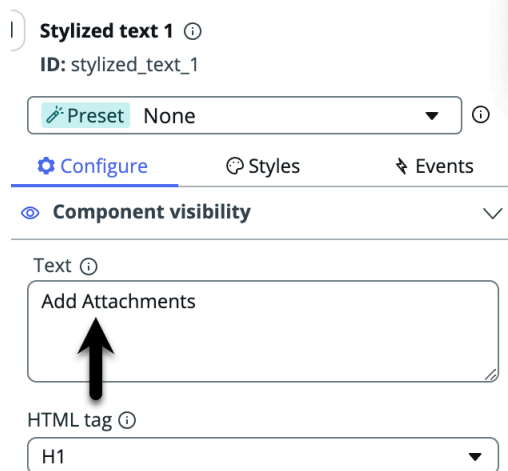 Stylized text 1
ID: stylized_text_1
Preset None
Configure Styles Events
Component visibility
Text
Add Attachments
HTML tag
H1